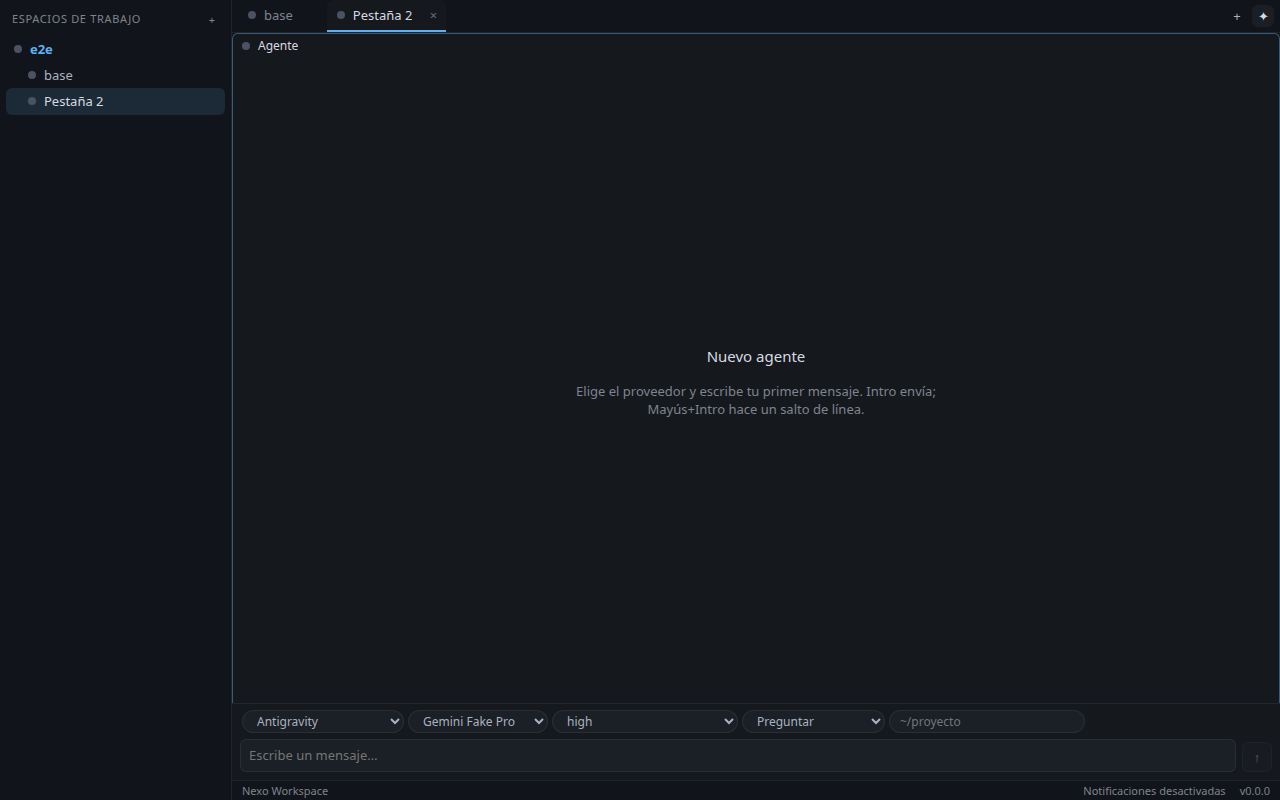 ESPACIOS DE TRABAJO +
e2e
base
Pestaña 2
base
Pestaña 2 ×
+ ✦
Agente
Nuevo agente
Elige el proveedor y escribe tu primer mensaje. Intro envía;
Mayús+Intro hace un salto de línea.
Antigravity Gemini Fake Pro high Preguntar ~/proyecto
Escribe un mensaje...
↑
Nexo Workspace Notificaciones desactivadas v0.0.0